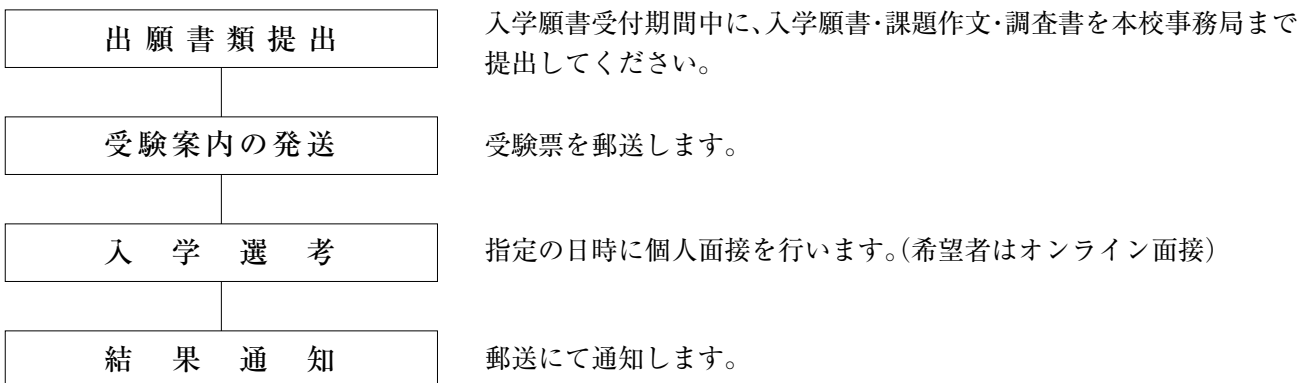 出願書類提出
入学願書受付期間中に、入学願書・課題作文・調査書を本校事務局まで
提出してください。
受験案内の発送
受験票を郵送します。
入学選考
指定の日時に個人面接を行います。(希望者はオンライン面接)
結果通知
郵送にて通知します。